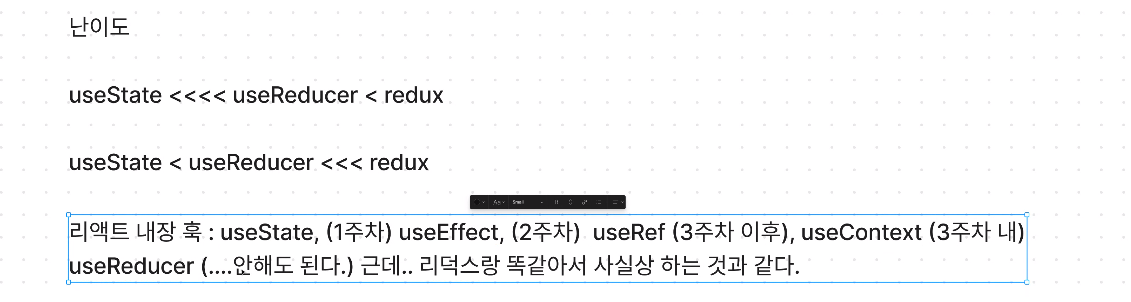 난이도
useState <<<< useReducer < redux
useState < useReducer <<< redux
Small
리액트 내장 훅 : useState, (1주차) useEffect, (2주차) useRef (3주차 이후), useContext (3주차 내)
useReducer (....안해도 된다.) 근데.. 리덕스랑 똑같아서 사실상 하는 것과 같다.